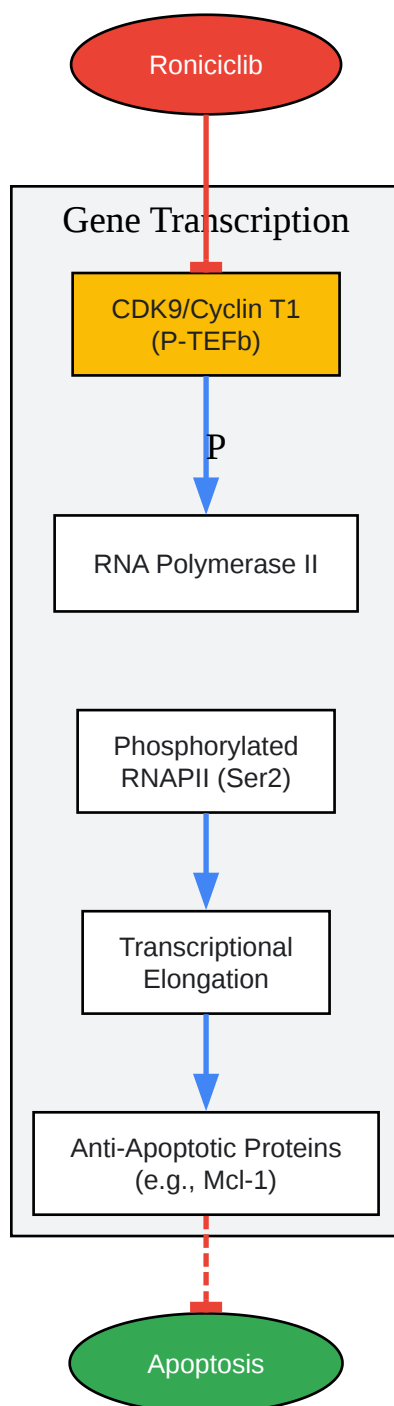 Roniciclib
Gene Transcription
CDK9/Cyclin T1
(P-TEFb)
P
RNA Polymerase II
Phosphorylated
RNAPII (Ser2)
Transcriptional
Elongation
Anti-Apoptotic Proteins
(e.g., Mcl-1)
Apoptosis